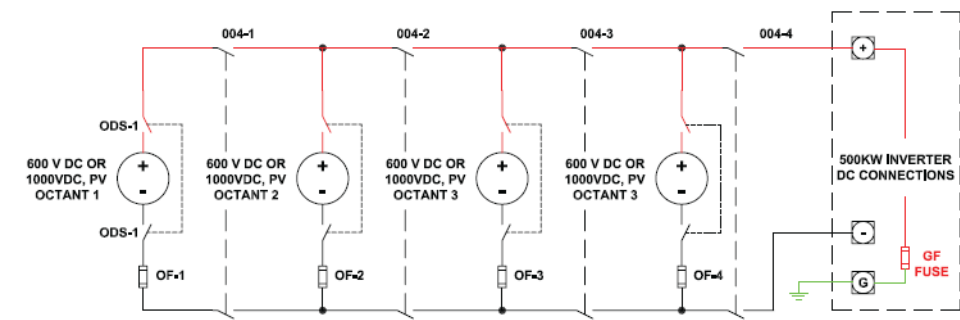 004-1
004-2
004-3
004-4
+
ODS-1
600 V DC OR
1000VDC, PV
OCTANT 1
+
-
600 V DC OR
1000VDC, PV
OCTANT 2
+
-
600 V DC OR
1000VDC, PV
OCTANT 3
+
-
600 V DC OR
1000VDC, PV
OCTANT 3
+
-
500KW INVERTER
DC CONNECTIONS
ODS-1
-
OF-1
OF-2
OF-3
OF-4
G
GF
FUSE